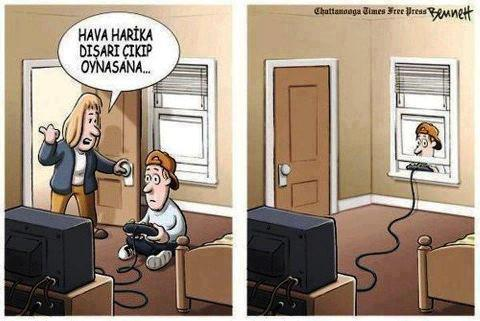 HAVA HARİKA
DIŞARI ÇIKIP
OYNASANA...
Chattanooga Times Free Press BENNETT